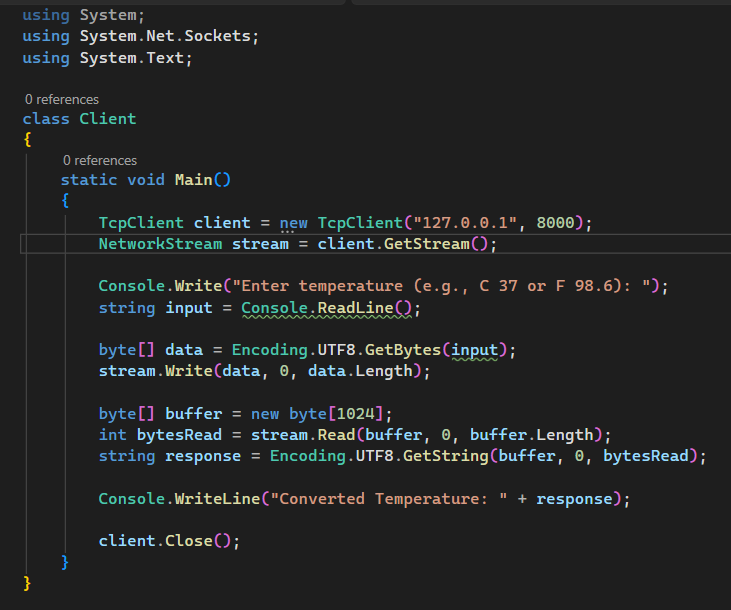 using System;
using System.Net.Sockets;
using System.Text;
0 references
class Client
{
0 references
static void Main()
{
TcpClient client = new TcpClient("127.0.0.1", 8000);
NetworkStream stream = client.GetStream();
Console.Write("Enter temperature (e.g., C 37 or F 98.6): ");
string input = Console.ReadLine();
byte[] data = Encoding.UTF8.GetBytes(input);
stream.Write(data, 0, data.Length);
byte[] buffer = new byte[1024];
int bytesRead = stream.Read(buffer, 0, buffer.Length);
string response = Encoding.UTF8.GetString(buffer, 0, bytesRead);
Console.WriteLine("Converted Temperature: " + response);
client.Close();
}
}